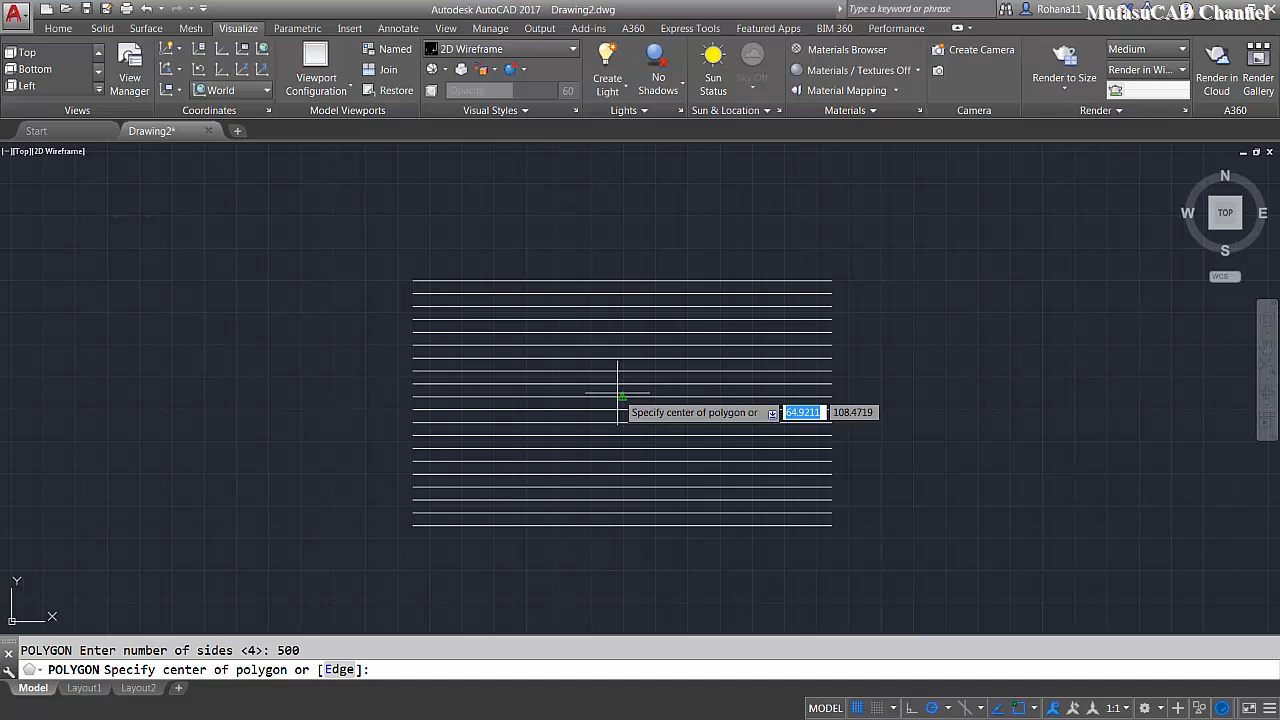 Autodesk AutoCAD 2017 Drawing2.dwg
Type a keyword or phrase
Rohana11
MufasuCAD Channel
Home Solid Surface Mesh Visualize Parametric Insert Annotate View Manage Output Add-ins A360 Express Tools Featured Apps BIM 360 Performance
Top
Bottom
Left
View
Manager
Views
World
Coordinates
Viewport
Configuration
Named
Join
Restore
Model Viewports
2D Wireframe
Opacity 60
Visual Styles
Create
Light
No
Shadows
Lights
Sun
Status
Sky Off
Sun & Location
Materials Browser
Materials / Textures Off
Material Mapping
Materials
Create Camera
Camera
Render to Size
Medium
Render in Wi...
Render
Render in
Cloud
Render
Gallery
A360
Start
Drawing2*
[−][Top][2D Wireframe]
N
W
TOP
E
S
WCS
Specify center of polygon or 64.9211 108.4719
Y
X
POLYGON Enter number of sides <4>: 500
POLYGON Specify center of polygon or [Edge]:
Model Layout1 Layout2
MODEL 1:1